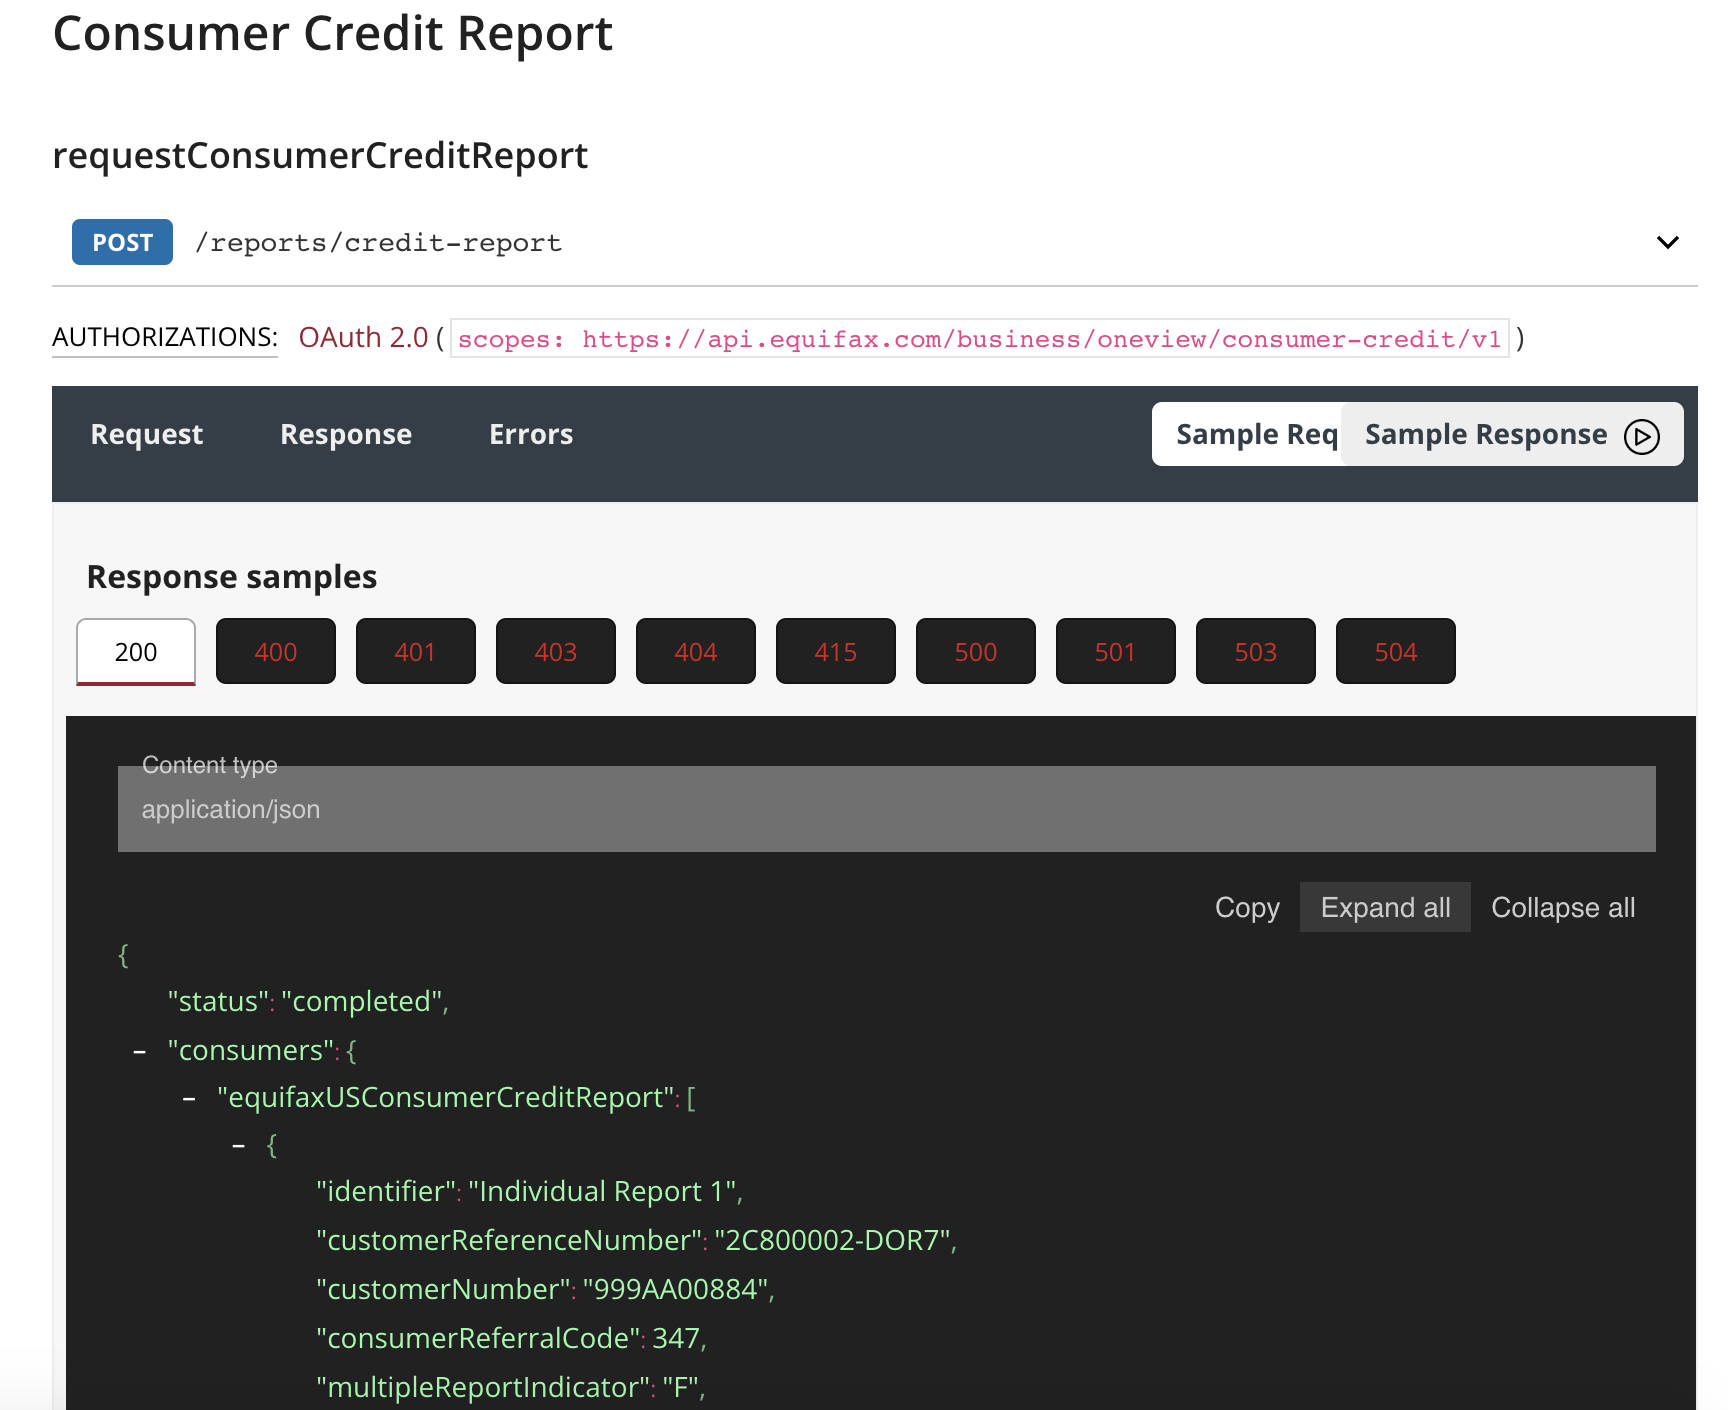 Consumer Credit Report
requestConsumerCreditReport
POST /reports/credit-report
AUTHORIZATIONS: OAuth 2.0 ( scopes: https://api.equifax.com/business/oneview/consumer-credit/v1 )
Request Response Errors Sample Req Sample Response
Response samples
200 400 401 403 404 415 500 501 503 504
Content type
application/json
Copy Expand all Collapse all
{
"status": "completed",
– "consumers": {
– "equifaxUSConsumerCreditReport": [
– {
"identifier": "Individual Report 1",
"customerReferenceNumber": "2C800002-DOR7",
"customerNumber": "999AA00884",
"consumerReferralCode": 347,
"multipleReportIndicator": "F",